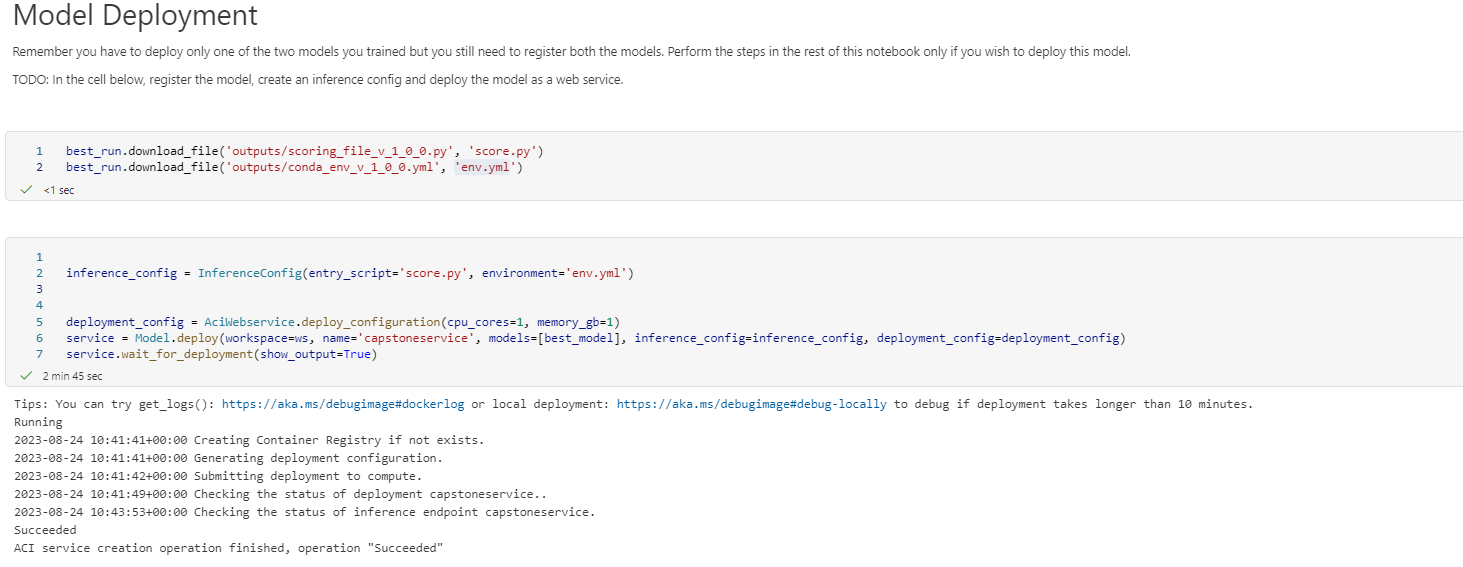 Model Deployment
Remember you have to deploy only one of the two models you trained but you still need to register both the models. Perform the steps in the rest of this notebook only if you wish to deploy this model.
TODO: In the cell below, register the model, create an inference config and deploy the model as a web service.
1 best_run.download_file('outputs/scoring_file_v_1_0_0.py', 'score.py')
2 best_run.download_file('outputs/conda_env_v_1_0_0.yml', 'env.yml')
<1 sec
1
2 inference_config = InferenceConfig(entry_script='score.py', environment='env.yml')
3
4
5 deployment_config = AciWebservice.deploy_configuration(cpu_cores=1, memory_gb=1)
6 service = Model.deploy(workspace=ws, name='capstoneservice', models=[best_model], inference_config=inference_config, deployment_config=deployment_config)
7 service.wait_for_deployment(show_output=True)
2 min 45 sec
Tips: You can try get_logs(): https://aka.ms/debugimage#dockerlog or local deployment: https://aka.ms/debugimage#debug-locally to debug if deployment takes longer than 10 minutes.
Running
2023-08-24 10:41:41+00:00 Creating Container Registry if not exists.
2023-08-24 10:41:41+00:00 Generating deployment configuration.
2023-08-24 10:41:42+00:00 Submitting deployment to compute.
2023-08-24 10:41:49+00:00 Checking the status of deployment capstoneservice..
2023-08-24 10:43:53+00:00 Checking the status of inference endpoint capstoneservice.
Succeeded
ACI service creation operation finished, operation "Succeeded"